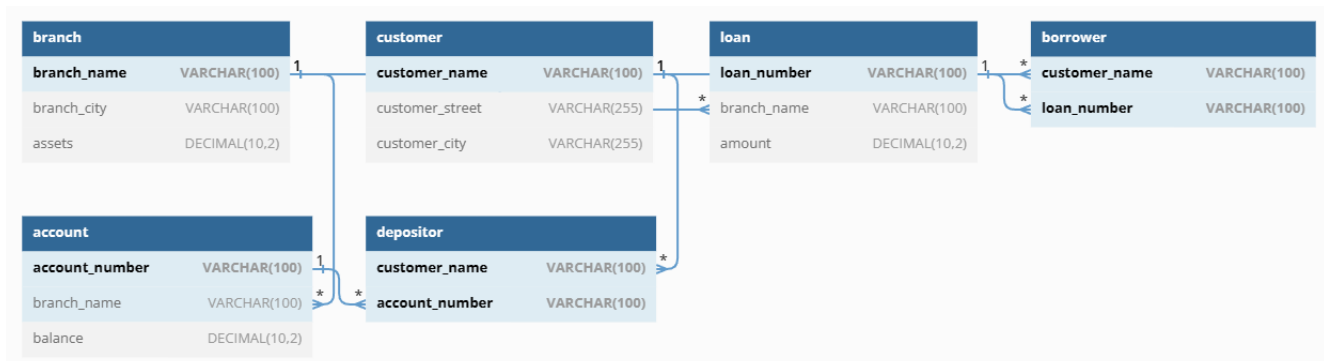 branch
branch_name VARCHAR(100)
branch_city VARCHAR(100)
assets DECIMAL(10,2)
1
customer
customer_name VARCHAR(100)
customer_street VARCHAR(255)
customer_city VARCHAR(255)
1
*
loan
loan_number VARCHAR(100)
branch_name VARCHAR(100)
amount DECIMAL(10,2)
1
*
*
borrower
customer_name VARCHAR(100)
loan_number VARCHAR(100)
account
account_number VARCHAR(100)
branch_name VARCHAR(100)
balance DECIMAL(10,2)
1
*
*
depositor
customer_name VARCHAR(100)
account_number VARCHAR(100)
*